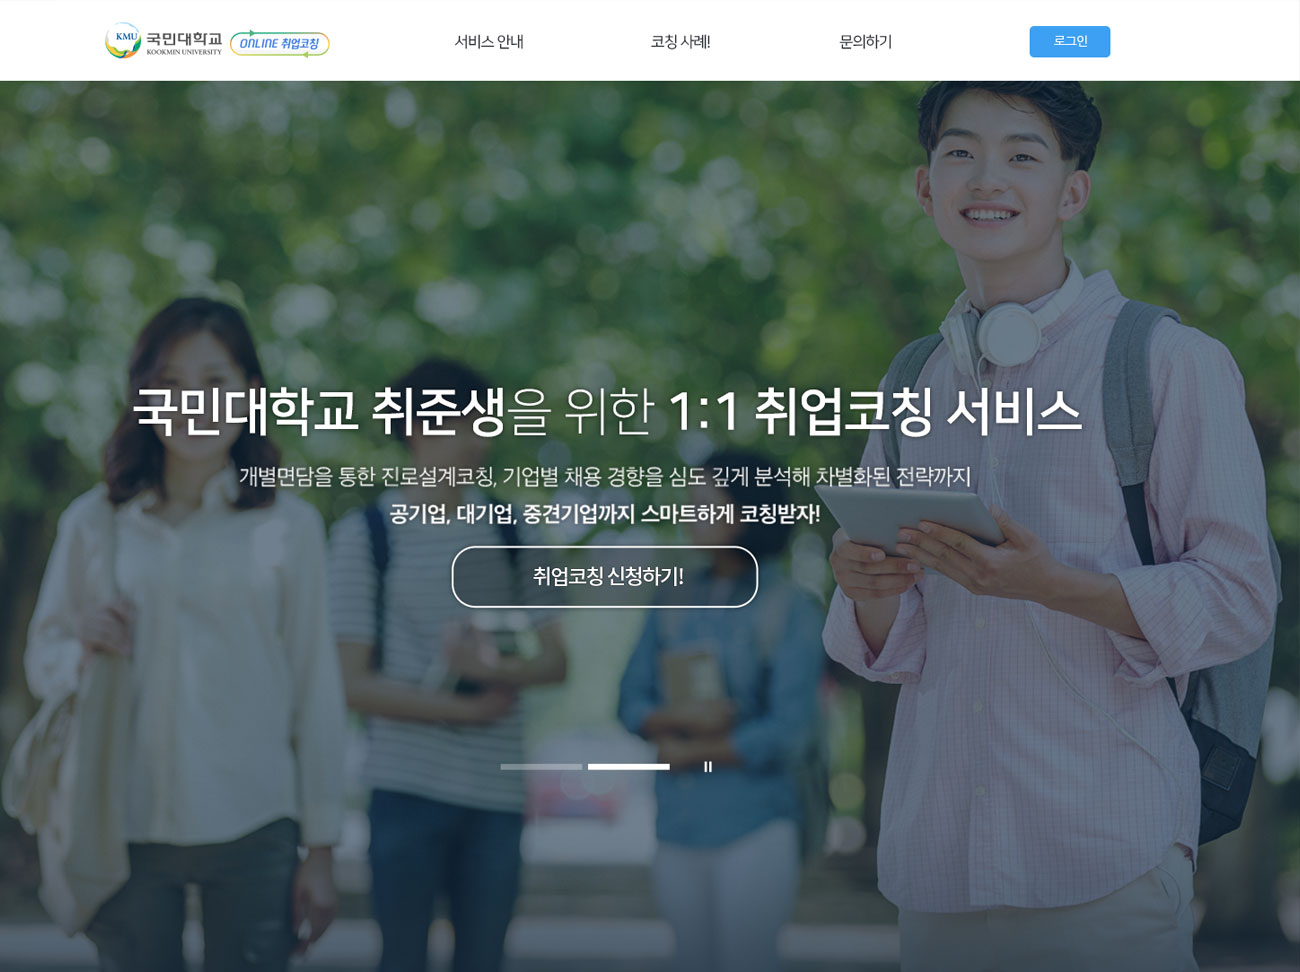 KMU 국민대학교 KOOKMIN UNIVERSITY ONLINE 취업코칭
서비스 안내
코칭 사례!
문의하기
로그인
국민대학교 취준생을 위한 1:1 취업코칭 서비스
개별면담을 통한 진로설계코칭, 기업별 채용 경향을 심도 깊게 분석해 차별화된 전략까지
공기업, 대기업, 중견기업까지 스마트하게 코칭받자!
취업코칭 신청하기!